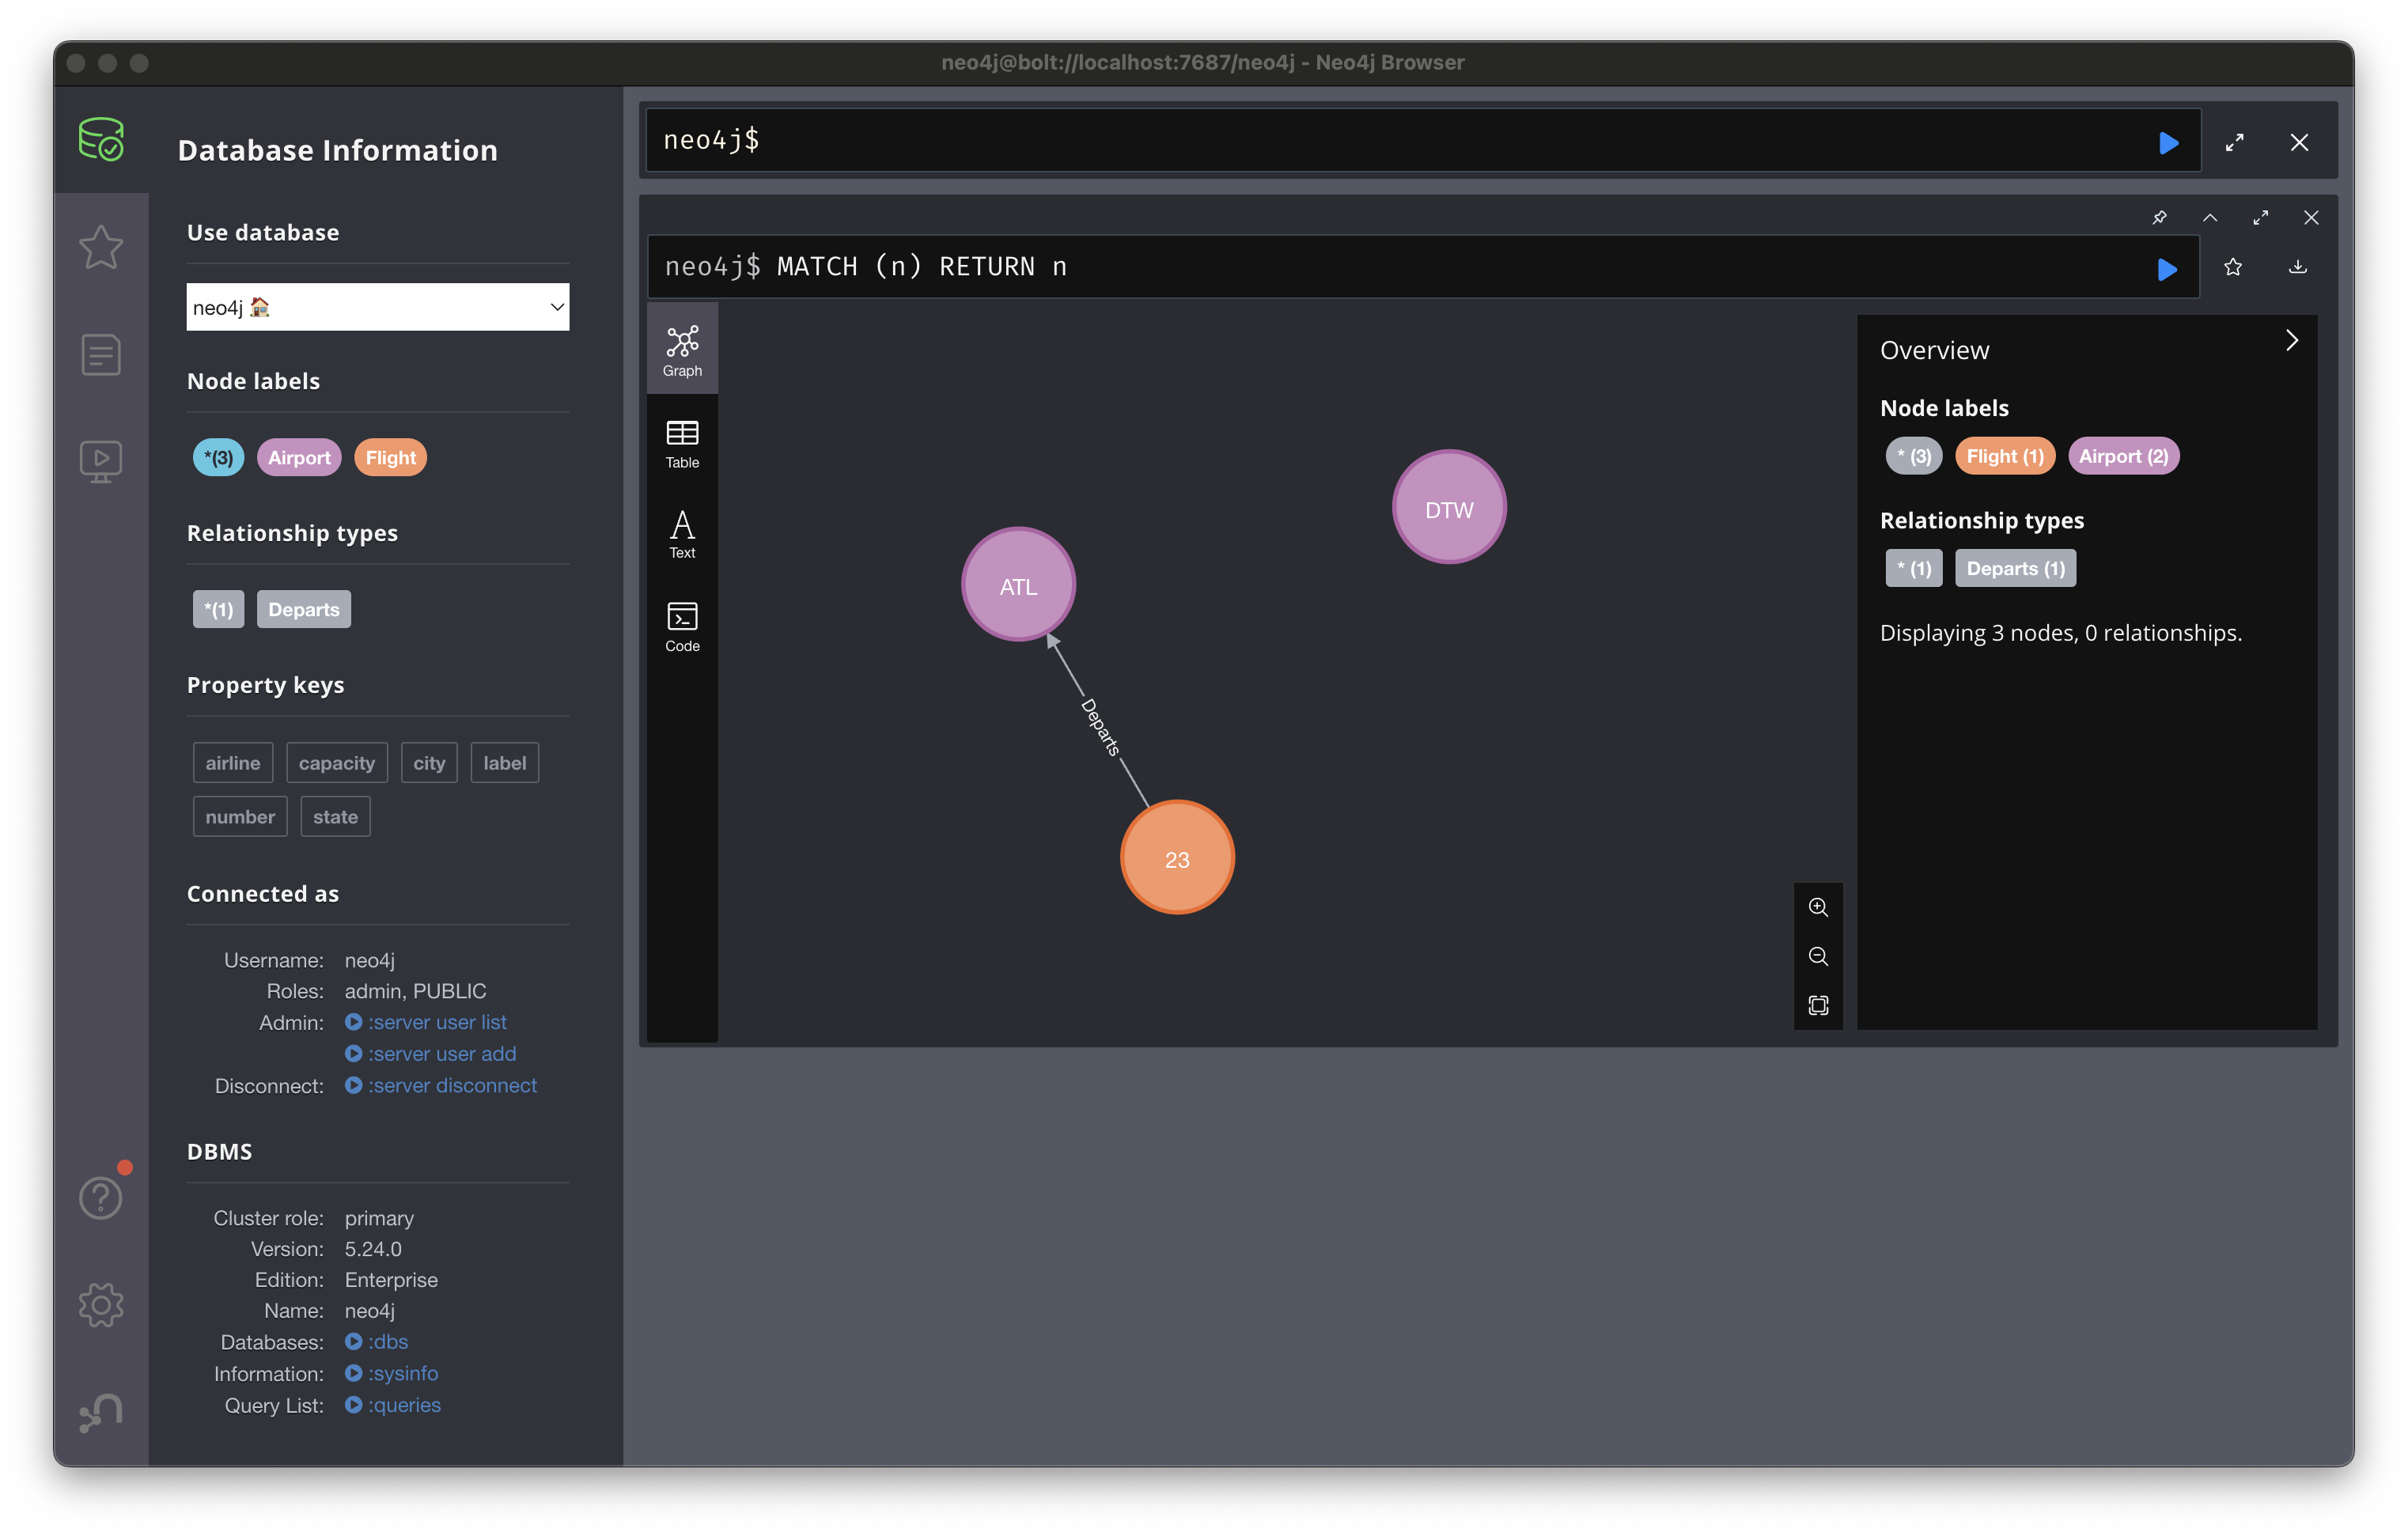 neo4j@bolt://localhost:7687/neo4j - Neo4j Browser
Database Information
Use database
neo4j 🏠
Node labels
*(3) Airport Flight
Relationship types
*(1) Departs
Property keys
airline capacity city label
number state
Connected as
Username: neo4j
Roles: admin, PUBLIC
Admin: :server user list
:server user add
Disconnect: :server disconnect
DBMS
Cluster role: primary
Version: 5.24.0
Edition: Enterprise
Name: neo4j
Databases: :dbs
Information: :sysinfo
Query List: :queries
neo4j$
neo4j$ MATCH (n) RETURN n
Graph
Table
Text
Code
DTW
ATL
Departs
23
Overview
Node labels
* (3) Flight (1) Airport (2)
Relationship types
* (1) Departs (1)
Displaying 3 nodes, 0 relationships.